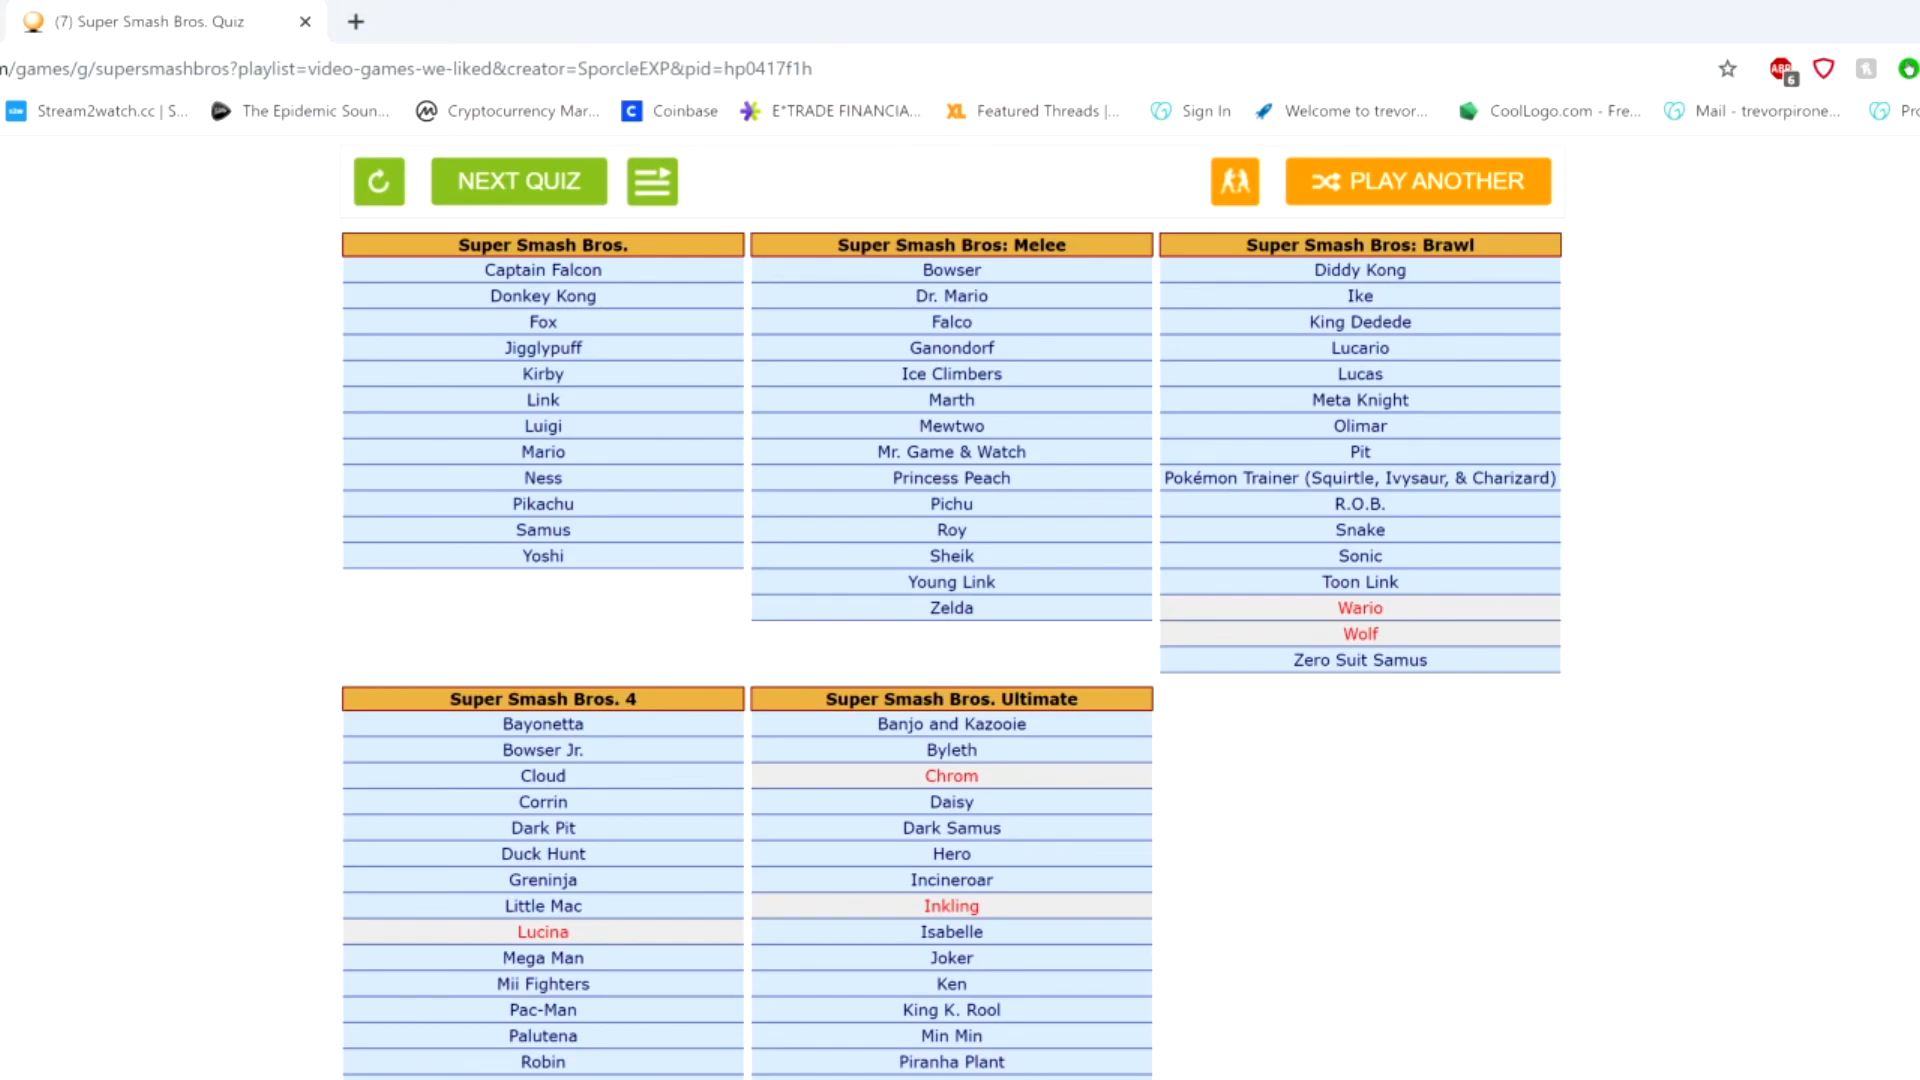 (7) Super Smash Bros. Quiz
/games/g/supersmashbros?playlist=video-games-we-liked&creator=SporcleEXP&pid=hp0417f1h
ABP
6
Stream2watch.cc | S...
The Epidemic Soun...
Cryptocurrency Mar...
C
Coinbase
E*TRADE FINANCIA...
XL
Featured Threads |...
Sign In
Welcome to trevor...
CoolLogo.com - Fre...
Mail - trevorpirone...
NEXT QUIZ
PLAY ANOTHER
Super Smash Bros.
Captain Falcon
Donkey Kong
Fox
Jigglypuff
Kirby
Link
Luigi
Mario
Ness
Pikachu
Samus
Yoshi
Super Smash Bros: Melee
Bowser
Dr. Mario
Falco
Ganondorf
Ice Climbers
Marth
Mewtwo
Mr. Game & Watch
Princess Peach
Pichu
Roy
Sheik
Young Link
Zelda
Super Smash Bros: Brawl
Diddy Kong
Ike
King Dedede
Lucario
Lucas
Meta Knight
Olimar
Pit
Pokémon Trainer (Squirtle, Ivysaur, & Charizard)
R.O.B.
Snake
Sonic
Toon Link
Wario
Wolf
Zero Suit Samus
Super Smash Bros. 4
Bayonetta
Bowser Jr.
Cloud
Corrin
Dark Pit
Duck Hunt
Greninja
Little Mac
Lucina
Mega Man
Mii Fighters
Pac-Man
Palutena
Robin
Super Smash Bros. Ultimate
Banjo and Kazooie
Byleth
Chrom
Daisy
Dark Samus
Hero
Incineroar
Inkling
Isabelle
Joker
Ken
King K. Rool
Min Min
Piranha Plant